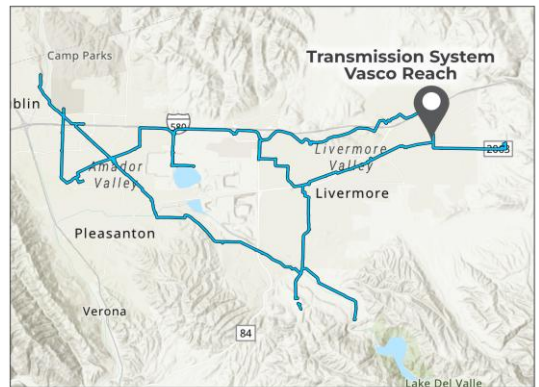 Camp Parks
Transmission System
Vasco Reach
blin
580
Livermore
Valley
Amador
Valley
Livermore
Pleasanton
Verona
84
Lake Del Valle